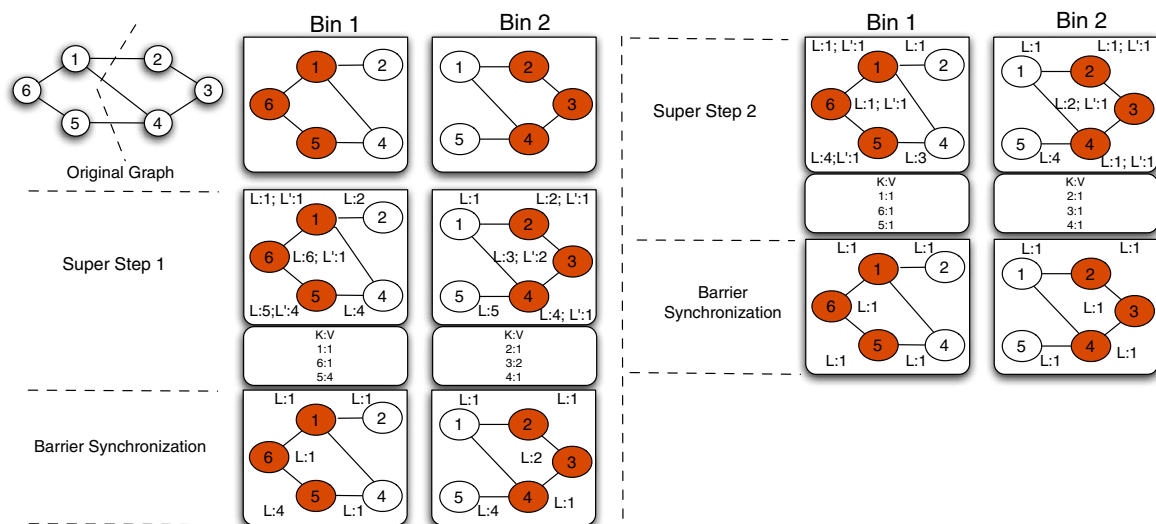 Bin 1
Bin 2
1
2
6
3
5
4
Original Graph
1
2
6
5
4
1
2
3
5
4
Super Step 1
L:1; L':1
L:2
1
2
6
L:6; L':1
5
4
L:5;L':4
L:4
K:V
1:1
6:1
5:4
L:1
L:2; L':1
1
2
L:3; L':2
3
5
4
L:5
L:4; L':1
K:V
2:1
3:2
4:1
Barrier Synchronization
L:1
L:1
1
2
6
L:1
5
4
L:4
L:1
L:1
L:1
1
2
L:2
3
5
4
L:4
L:1
Bin 1
Bin 2
Super Step 2
L:1; L':1
L:1
1
2
6
L:1; L':1
5
4
L:4;L':1
L:3
K:V
1:1
6:1
5:1
L:1
L:1; L':1
1
2
L:2; L':1
3
5
4
L:4
L:1; L':1
K:V
2:1
3:1
4:1
Barrier
Synchronization
L:1
L:1
1
2
6
L:1
5
4
L:1
L:1
L:1
L:1
1
2
L:1
3
5
4
L:1
L:1